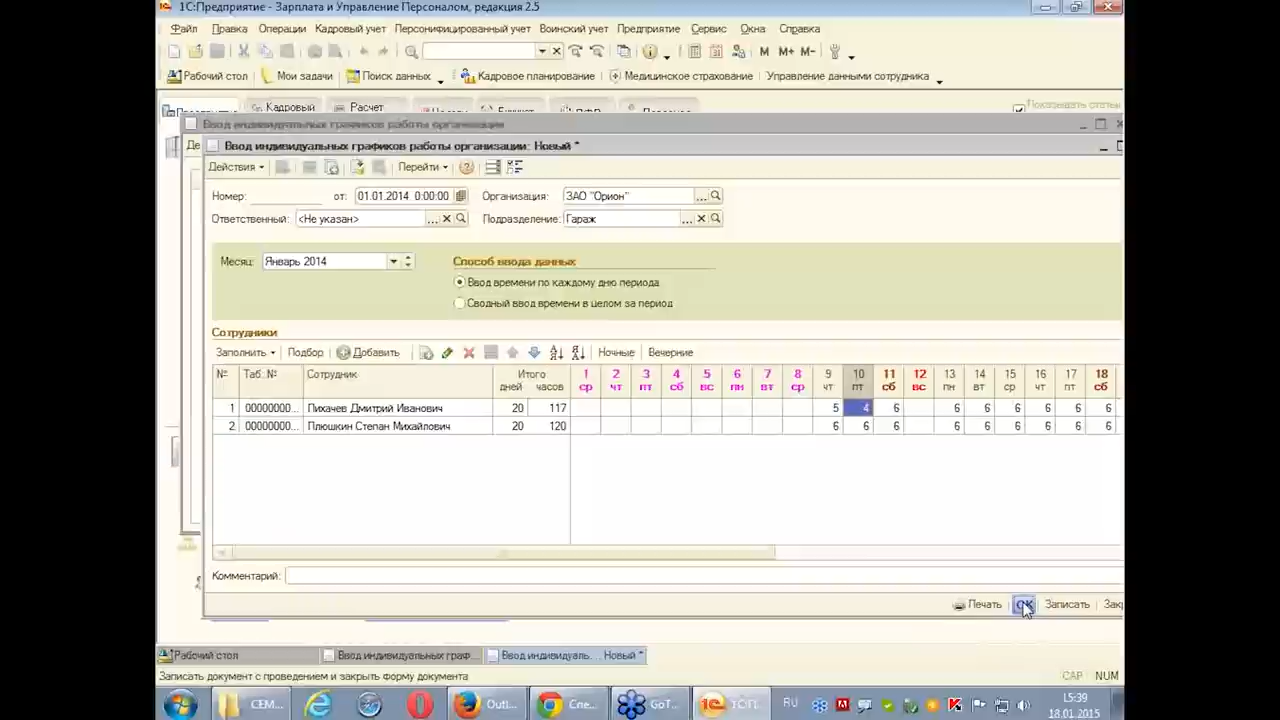 1С:Предприятие - Зарплата и Управление Персоналом, редакция 2.5
Файл Правка Операции Кадровый учет Персонифицированный учет Воинский учет Предприятие Сервис Окна Справка
M M+ M-
Рабочий стол Мои задачи Поиск данных Кадровое планирование Медицинское страхование Управление данными сотрудника
Кадровый Расчет
Показывать
Ввод индивидуальных графиков работы организации
Де
Ввод индивидуальных графиков работы организации: Новый *
Действия Перейти
Номер: от: 01.01.2014 0:00:00 Организация: ЗАО "Орион"
Ответственный: <Не указан> Подразделение: Гараж
Месяц: Январь 2014 Способ ввода данных
Ввод времени по каждому дню периода
Сводный ввод времени в целом за период
Сотрудники
Заполнить Подбор Добавить Ночные Вечерние
№ Таб. № Сотрудник Итого 1 2 3 4 5 6 7 8 9 10 11 12 13 14 15 16 17 18
дней часов ср чт пт сб вс пн вт ср чт пт сб вс пн вт ср чт пт сб
1 00000000... Пихачев Дмитрий Иванович 20 117 5 4 6 6 6 6 6 6 6
2 00000000... Плюшкин Степан Михайлович 20 120 6 6 6 6 6 6 6 6 6
Комментарий:
Печать OK Записать Зак
Рабочий стол Ввод индивидуальных граф... Ввод индивидуаль... Новый *
Записать документ с проведением и закрыть форму документа CAP NUM
СЕМ... Outl... Сле... GoT... RU 15:39
18.01.2015